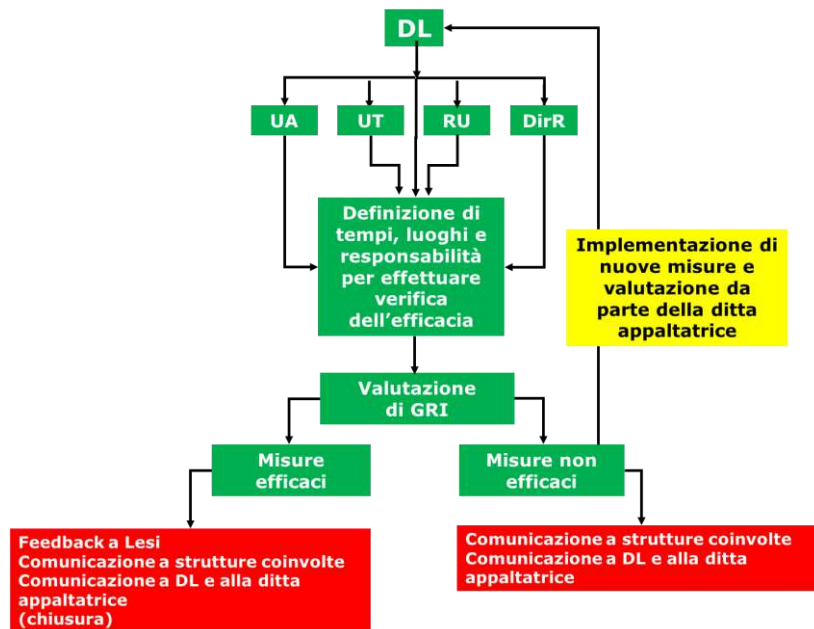 DL
UA
UT
RU
DirR
Definizione di
tempi, luoghi e
responsabilità
per effettuare
verifica
dell'efficacia
Implementazione di
nuove misure e
valutazione da
parte della ditta
appaltatrice
Valutazione
di GRI
Misure
efficaci
Misure non
efficaci
Feedback a Lesi
Comunicazione a strutture coinvolte
Comunicazione a DL e alla ditta
appaltatrice
(chiusura)
Comunicazione a strutture coinvolte
Comunicazione a DL e alla ditta
appaltatrice